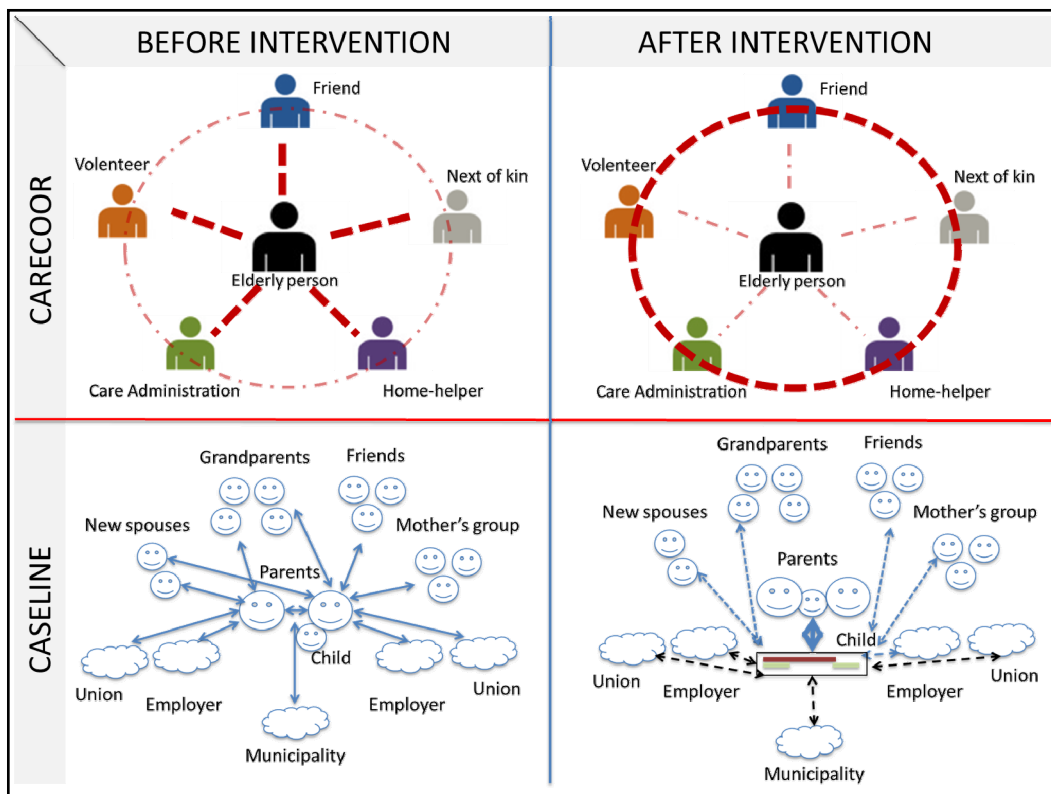 BEFORE INTERVENTION
AFTER INTERVENTION
CARECOOR
Friend
Volenteer
Next of kin
Elderly person
Care Administration
Home-helper
Friend
Volenteer
Next of kin
Elderly person
Care Administration
Home-helper
CASELINE
Grandparents
Friends
New spouses
Mother's group
Parents
Child
Union
Employer
Employer
Union
Municipality
Grandparents
Friends
New spouses
Mother's group
Parents
Child
Union
Employer
Employer
Union
Municipality